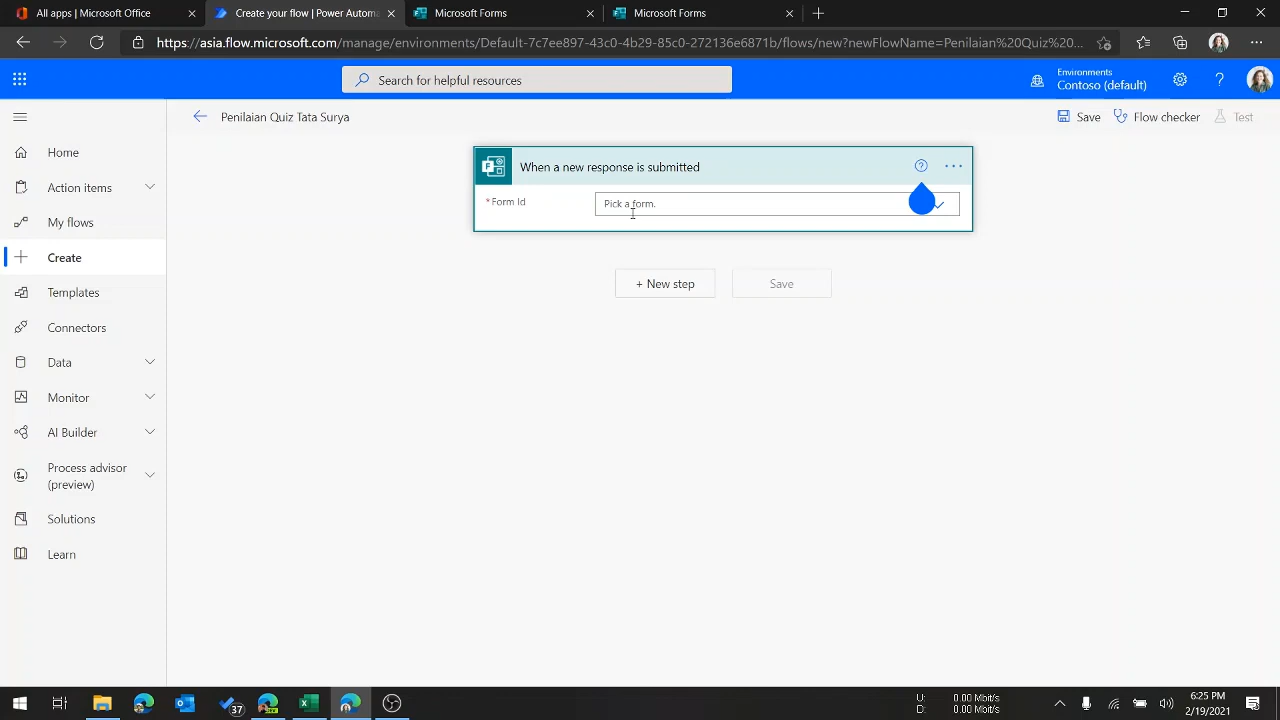 All apps | Microsoft Office
Create your flow | Power Automa
Microsoft Forms
Microsoft Forms
https://asia.flow.microsoft.com/manage/environments/Default-7c7ee897-43c0-4b29-85c0-272136e6871b/flows/new?newFlowName=Penilaian%20Quiz%20...
Search for helpful resources
Environments
Contoso (default)
Penilaian Quiz Tata Surya
Save
Flow checker
Test
Home
Action items
My flows
Create
Templates
Connectors
Data
Monitor
AI Builder
Process advisor
(preview)
Solutions
Learn
When a new response is submitted
* Form Id
Pick a form.
+ New step
Save
37
U: 0.00 Mbit/s
D: 0.00 Mbit/s
6:25 PM
2/19/2021